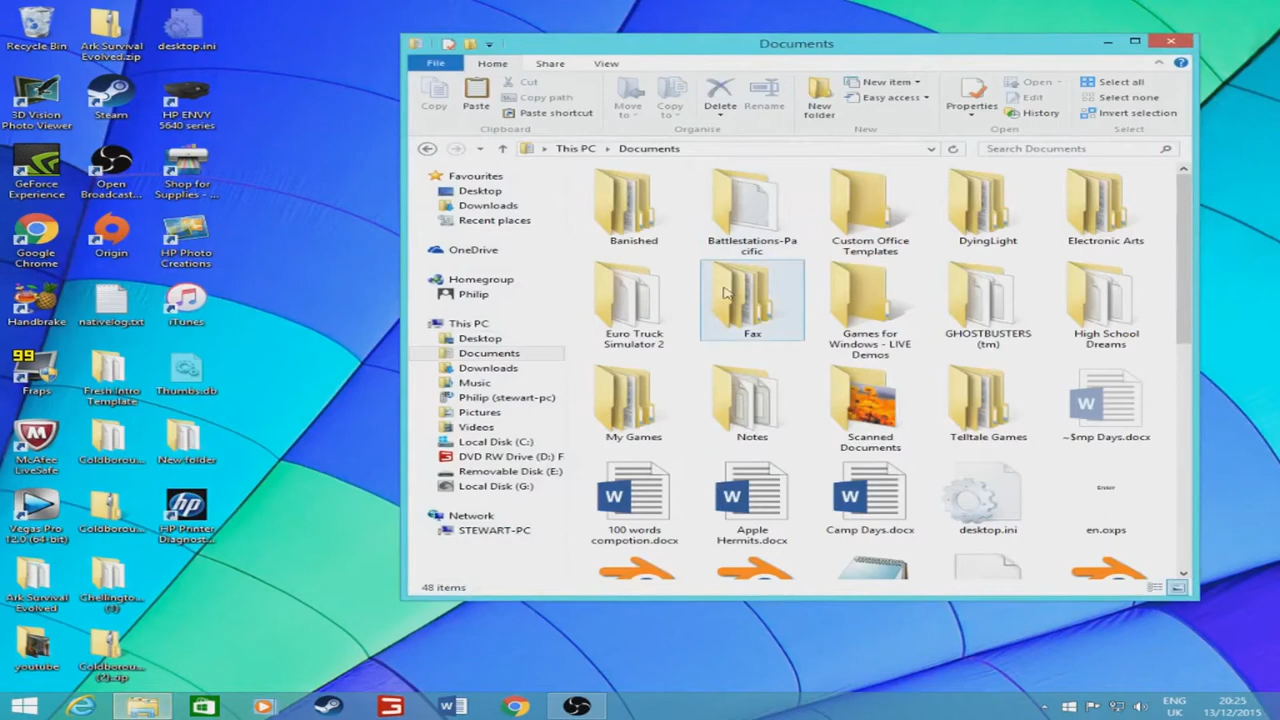 Recycle Bin
Ark Survival
Evolved.zip
desktop.ini
3D Vision
Photo Viewer
Steam
HP ENVY
5640 series
GeForce
Experience
Open
Broadcast...
Shop for
Supplies - ...
Google
Chrome
Origin
HP Photo
Creations
Handbrake
nativelog.txt
iTunes
99
Fraps
Fresh Intro
Template
Thumbs.db
McAfee
LiveSafe
Coldborou...
New folder
Vegas Pro
12.0 (64-bit)
Coldborou...
HP Printer
Diagnost...
Ark Survival
Evolved
Chellingto...
(3)
youtube
Coldborou...
(2).zip
Documents
File
Home
Share
View
Copy
Paste
Cut
Copy path
Paste shortcut
Clipboard
Move
to
Copy
to
Delete
Rename
Organise
New
folder
New item
Easy access
New
Properties
Open
Edit
History
Open
Select all
Select none
Invert selection
Select
This PC
Documents
Search Documents
Favourites
Desktop
Downloads
Recent places
OneDrive
Homegroup
Philip
This PC
Desktop
Documents
Downloads
Music
Philip (stewart-pc)
Pictures
Videos
Local Disk (C:)
DVD RW Drive (D:) F
Removable Disk (E:)
Local Disk (G:)
Network
STEWART-PC
Banished
Battlestations-Pa
cific
Custom Office
Templates
DyingLight
Electronic Arts
Euro Truck
Simulator 2
Fax
Games for
Windows - LIVE
Demos
GHOSTBUSTERS
(tm)
High School
Dreams
My Games
Notes
Scanned
Documents
Telltale Games
~$mp Days.docx
100 words
compotion.docx
Apple
Hermits.docx
Camp Days.docx
desktop.ini
en.oxps
48 items
ENG
UK
20:25
13/12/2015